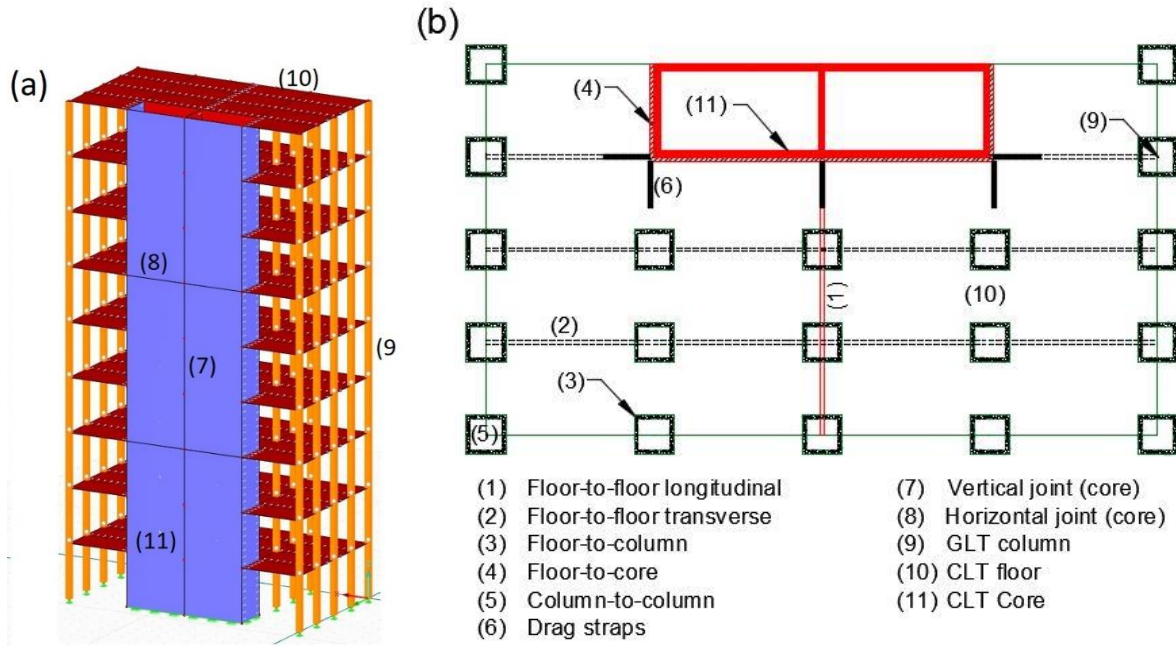 (a)
(10)
(8)
(7)
(9
(11)
(b)
(4)
(11)
(9)
(6)
(1)
(10)
(2)
(3)
(5)
(1) Floor-to-floor longitudinal
(2) Floor-to-floor transverse
(3) Floor-to-column
(4) Floor-to-core
(5) Column-to-column
(6) Drag straps
(7) Vertical joint (core)
(8) Horizontal joint (core)
(9) GLT column
(10) CLT floor
(11) CLT Core